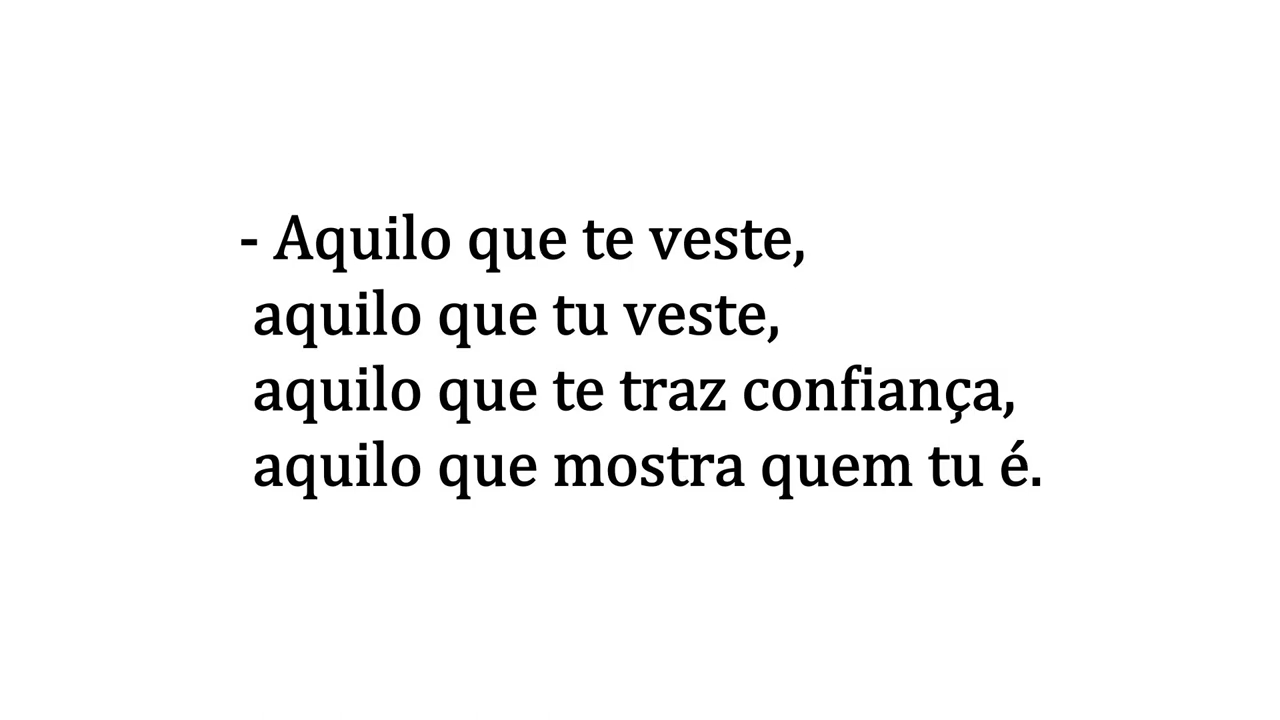 - Aquilo que te veste,
aquilo que tu veste,
aquilo que te traz confiança,
aquilo que mostra quem tu é.